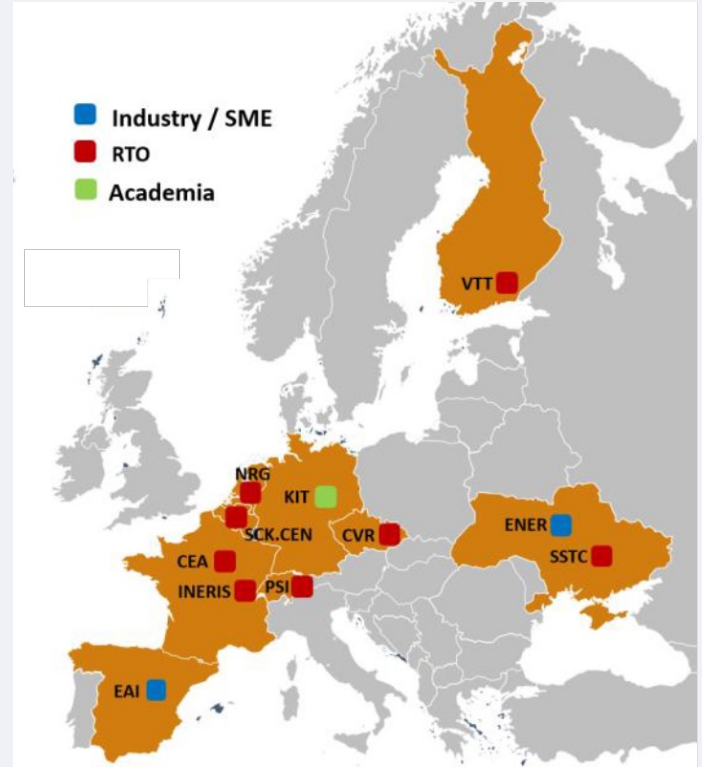 Industry / SME
RTO
Academia
VTT
NRG
KIT
SCK.CEN
CVR
ENER
SSTC
CEA
INERIS
PSI
EAI